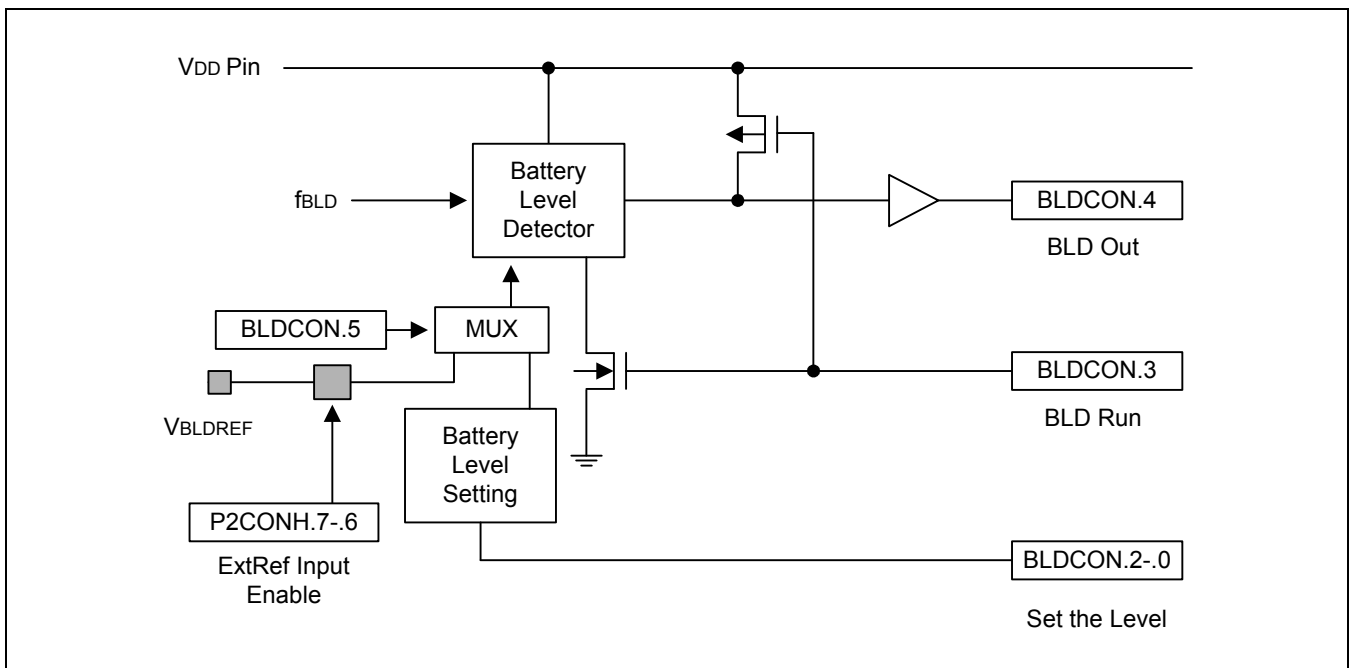 VDD Pin
Battery
Level
Detector
fBLD
BLDCON.4
BLD Out
BLDCON.5
MUX
BLDCON.3
BLD Run
VBLDREF
Battery
Level
Setting
P2CONH.7-.6
ExtRef Input
Enable
BLDCON.2-.0
Set the Level